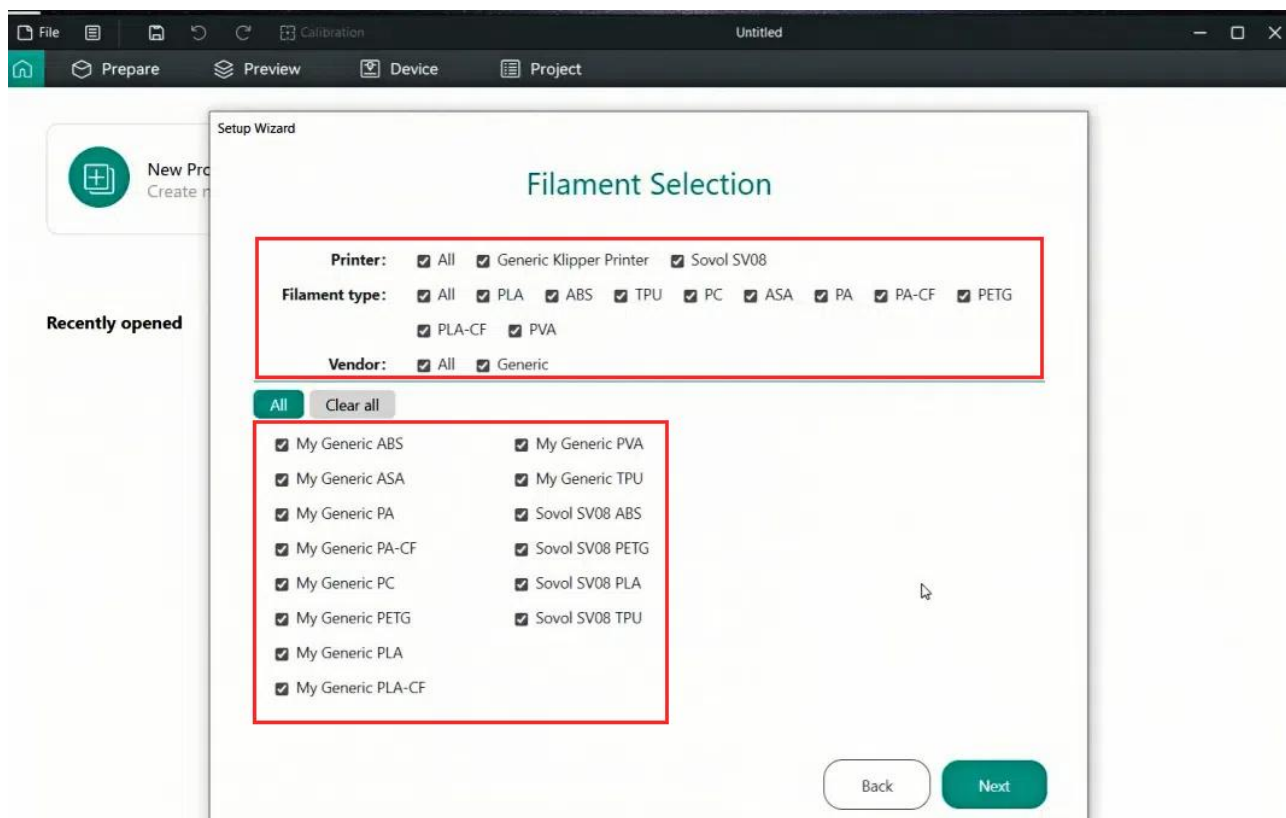 File Calibration Untitled
Prepare Preview Device Project
Setup Wizard
Filament Selection
New Pro
Create n
Recently opened
Printer: All Generic Klipper Printer Sovol SV08
Filament type: All PLA ABS TPU PC ASA PA PA-CF PETG
PLA-CF PVA
Vendor: All Generic
All Clear all
My Generic ABS My Generic PVA
My Generic ASA My Generic TPU
My Generic PA Sovol SV08 ABS
My Generic PA-CF Sovol SV08 PETG
My Generic PC Sovol SV08 PLA
My Generic PETG Sovol SV08 TPU
My Generic PLA
My Generic PLA-CF
Back Next